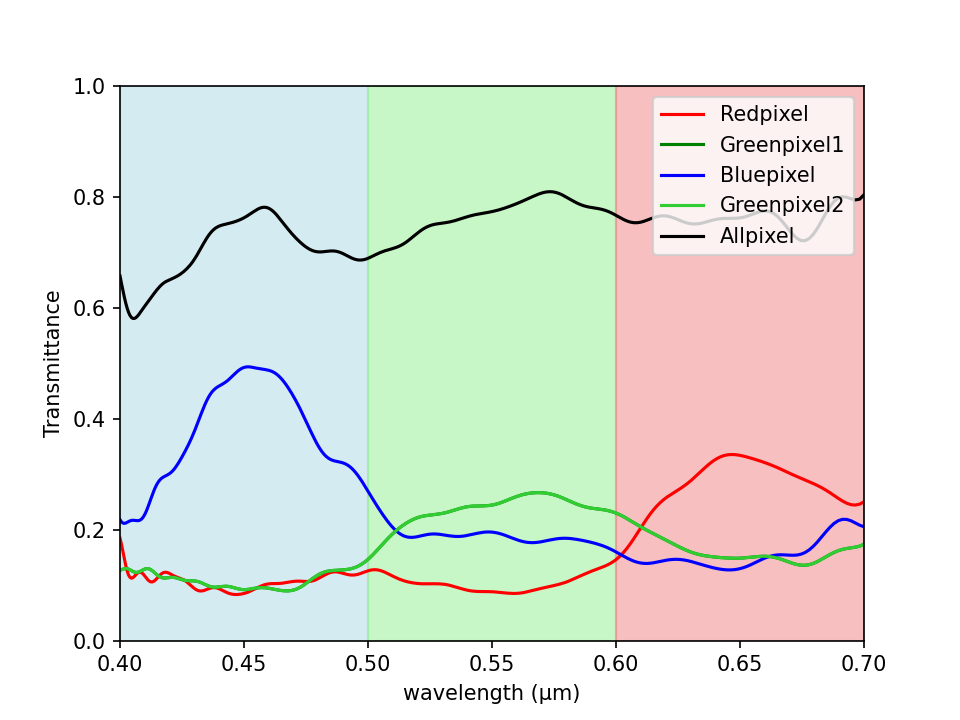 1.0
0.8
0.6
0.4
0.2
0.0
Transmittance
Redpixel
Greenpixel1
Bluepixel
Greenpixel2
Allpixel
0.40 0.45 0.50 0.55 0.60 0.65 0.70
wavelength (μm)